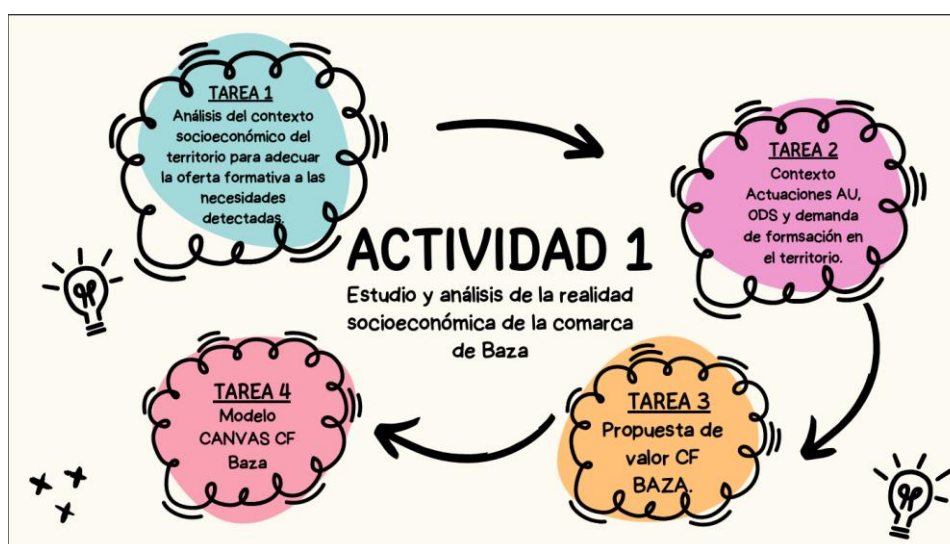 TAREA 1
Análisis del contexto
socioeconómico del
territorio para adecuar
la oferta formativa a las
necesidades
detectadas.
TAREA 2
Contexto
Actuaciones AU,
ODS y demanda
de formsación en
el territorio.
ACTIVIDAD 1
Estudio y análisis de la realidad
socioeconómica de la comarca
de Baza
TAREA 3
Propuesta de
valor CF
BAZA.
TAREA 4
Modelo
CANVAS CF
Baza